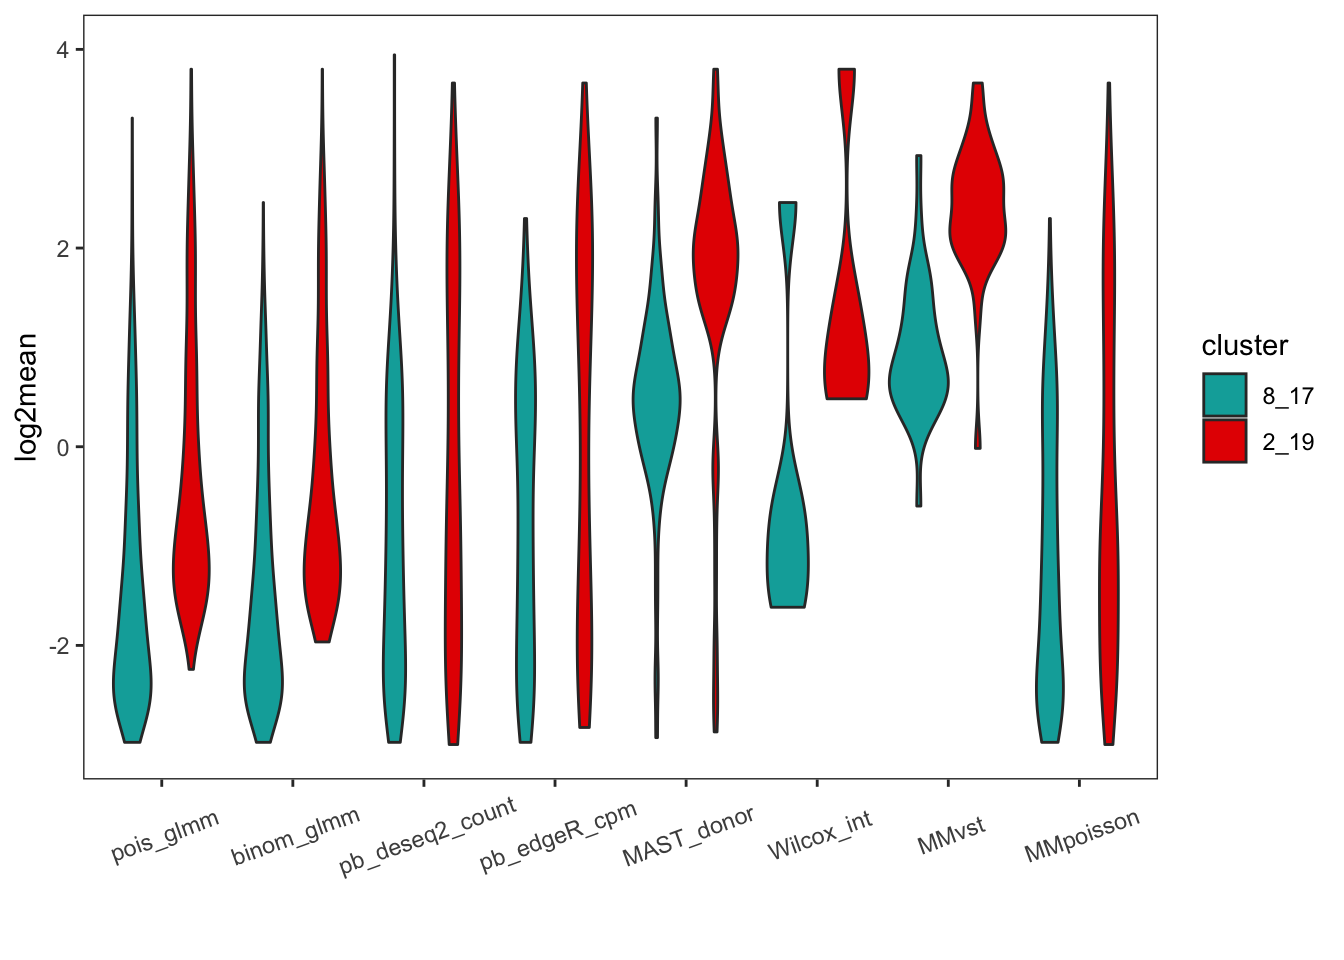 4
2
0
-2
log2mean
pois_glmm
binom_glmm
pb_deseq2_count
pb_edgeR_cpm
MAST_donor
Wilcox_int
MMvst
MMpoisson
cluster
8_17
2_19